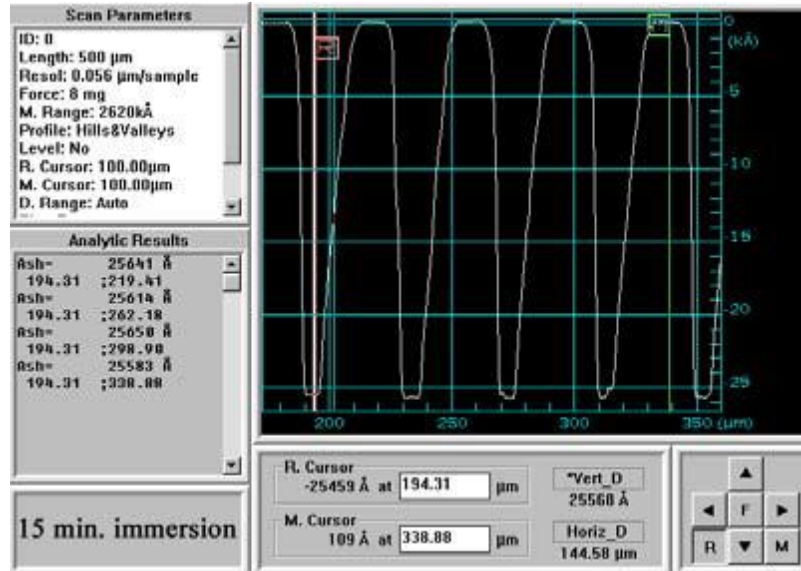 Scan Parameters
ID: 0
Length: 500 µm
Resol: 0.056 µm/sample
Force: 8 mg
M. Range: 2620kÅ
Profile: Hills&Valleys
Level: No
R. Cursor: 100.00µm
M. Cursor: 100.00µm
D. Range: Auto
Analytic Results
Ash= 25641 Å
194.31 ;219.41
Ash= 25614 Å
194.31 ;262.18
Ash= 25650 Å
194.31 ;298.90
Ash= 25583 Å
194.31 ;338.88
15 min. immersion
R
0
(kÅ)
-5
-10
-15
-20
-25
200 250 300 350 (µm)
R. Cursor
-25459 Å at 194.31 µm
M. Cursor
109 Å at 338.88 µm
*Vert_D
25568 Å
Horiz_D
144.58 µm
F
R M